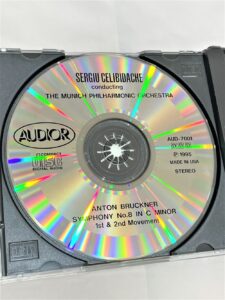 SERGIU CELIBIDACHE
conducting
THE MUNICH PHILHARMONIC ORCHESTRA
AUDIOR
COMPACT
disc
DIGITAL AUDIO
AUD-7001
P 1995
MADE IN USA
STEREO
ANTON BRUCKNER
SYMPHONY No.8 IN C MINOR
1st & 2nd Movement